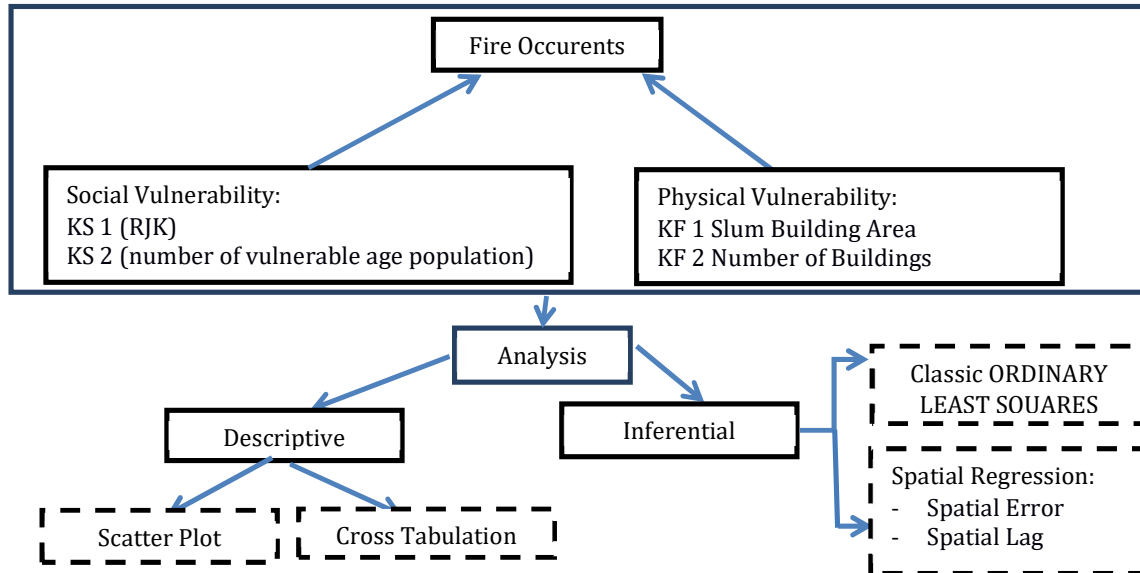 Fire Occurents
Social Vulnerability:
KS 1 (RJK)
KS 2 (number of vulnerable age population)
Physical Vulnerability:
KF 1 Slum Building Area
KF 2 Number of Buildings
Analysis
Classic ORDINARY
LEAST SOUARES
Descriptive
Inferential
Spatial Regression:
- Spatial Error
- Spatial Lag
Scatter Plot
Cross Tabulation